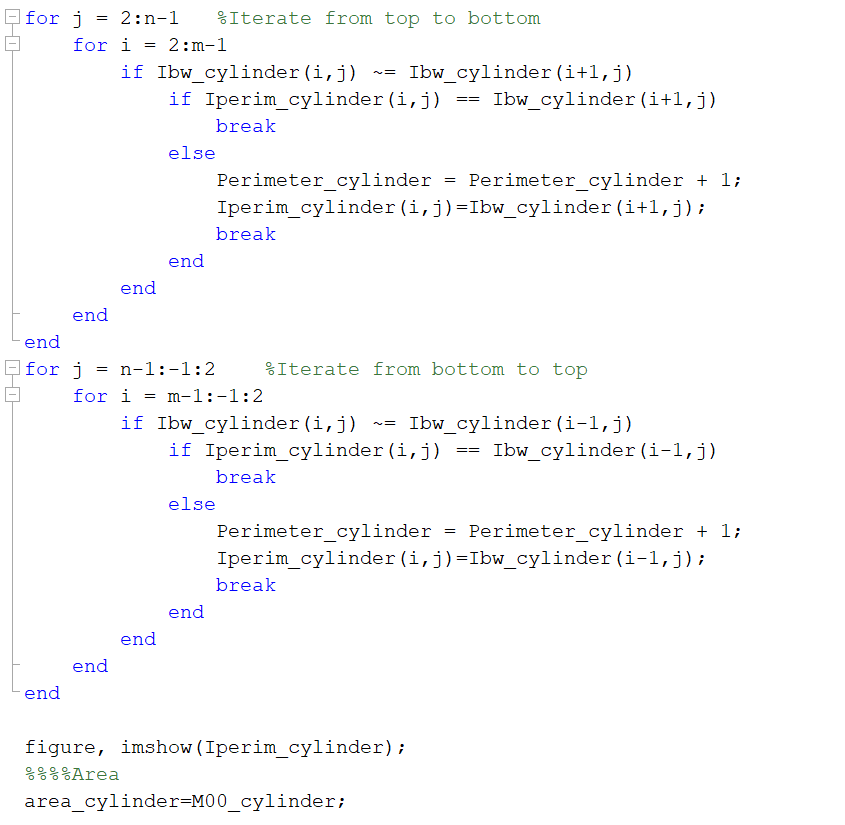 for j = 2:n-1   %Iterate from top to bottom
    for i = 2:m-1
        if Ibw_cylinder(i,j) ~= Ibw_cylinder(i+1,j)
            if Iperim_cylinder(i,j) == Ibw_cylinder(i+1,j)
                break
            else
                Perimeter_cylinder = Perimeter_cylinder + 1;
                Iperim_cylinder(i,j)=Ibw_cylinder(i+1,j);
                break
            end
        end
    end
end
for j = n-1:-1:2    %Iterate from bottom to top
    for i = m-1:-1:2
        if Ibw_cylinder(i,j) ~= Ibw_cylinder(i-1,j)
            if Iperim_cylinder(i,j) == Ibw_cylinder(i-1,j)
                break
            else
                Perimeter_cylinder = Perimeter_cylinder + 1;
                Iperim_cylinder(i,j)=Ibw_cylinder(i-1,j);
                break
            end
        end
    end
end

figure, imshow(Iperim_cylinder);
%%%%Area
area_cylinder=M00_cylinder;